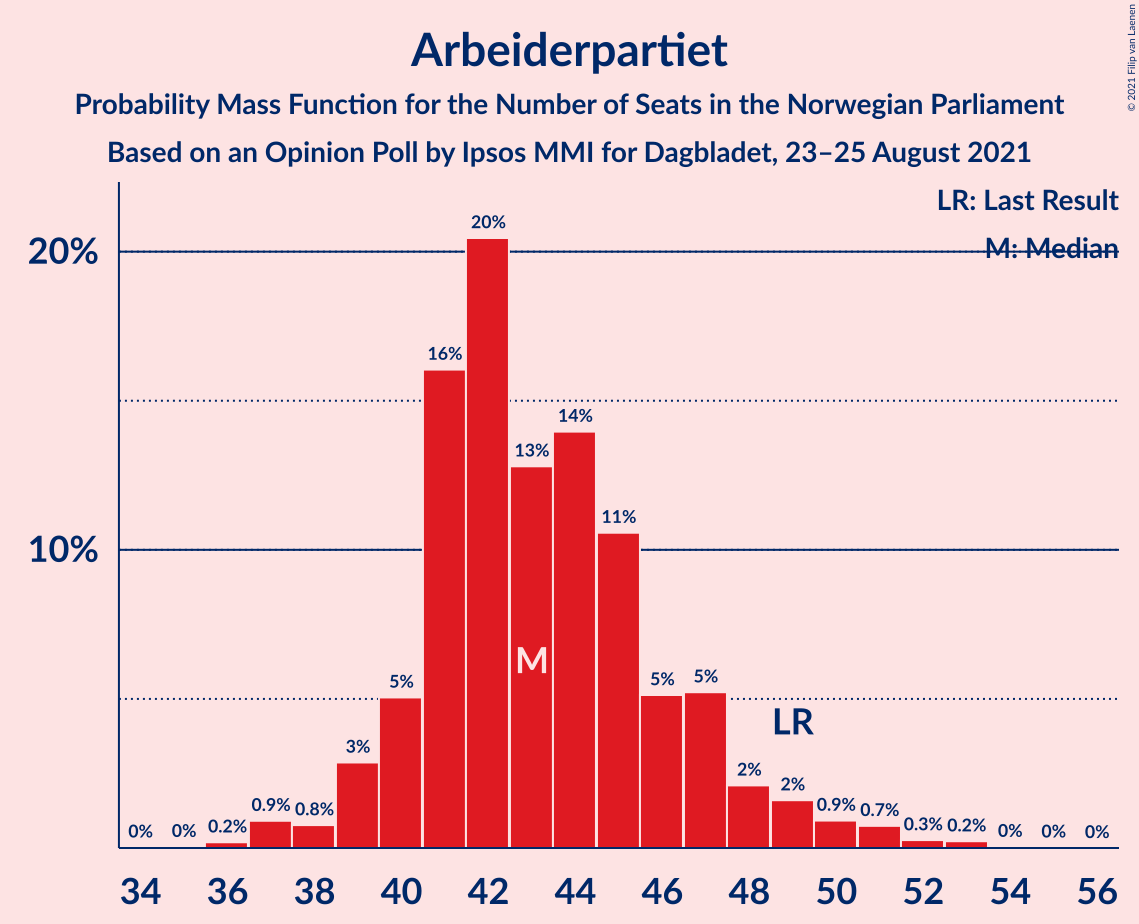 Arbeiderpartiet
Probability Mass Function for the Number of Seats in the Norwegian Parliament
Based on an Opinion Poll by Ipsos MMI for Dagbladet, 23–25 August 2021
© 2021 Filip van Laenen
LR: Last Result
M: Median
20%
10%
0% 0% 0.2% 0.9% 0.8% 3% 5% 16% 20% 13% 14% 11% 5% 5% 2% 2% 0.9% 0.7% 0.3% 0.2% 0% 0% 0%
M
LR
34 36 38 40 42 44 46 48 50 52 54 56